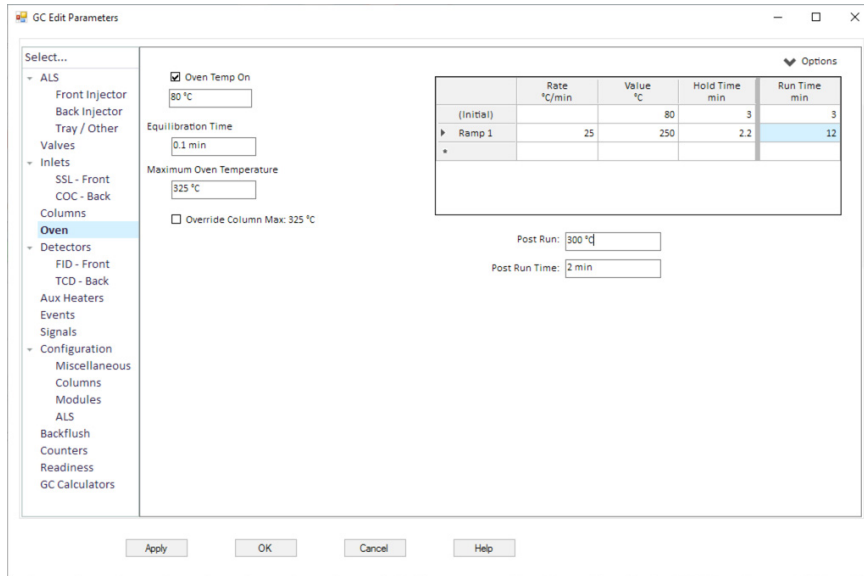 GC Edit Parameters
Select...
ALS
Front Injector
Back Injector
Tray / Other
Valves
Inlets
SSL - Front
COC - Back
Columns
Oven
Detectors
FID - Front
TCD - Back
Aux Heaters
Events
Signals
Configuration
Miscellaneous
Columns
Modules
ALS
Backflush
Counters
Readiness
GC Calculators
Oven Temp On
80 °C
Equilibration Time
0.1 min
Maximum Oven Temperature
325 °C
Override Column Max: 325 °C
Options
Rate °C/min Value °C Hold Time min Run Time min
(Initial) 80 3 3
Ramp 1 25 250 2.2 12
*
Post Run: 300 °C
Post Run Time: 2 min
Apply OK Cancel Help